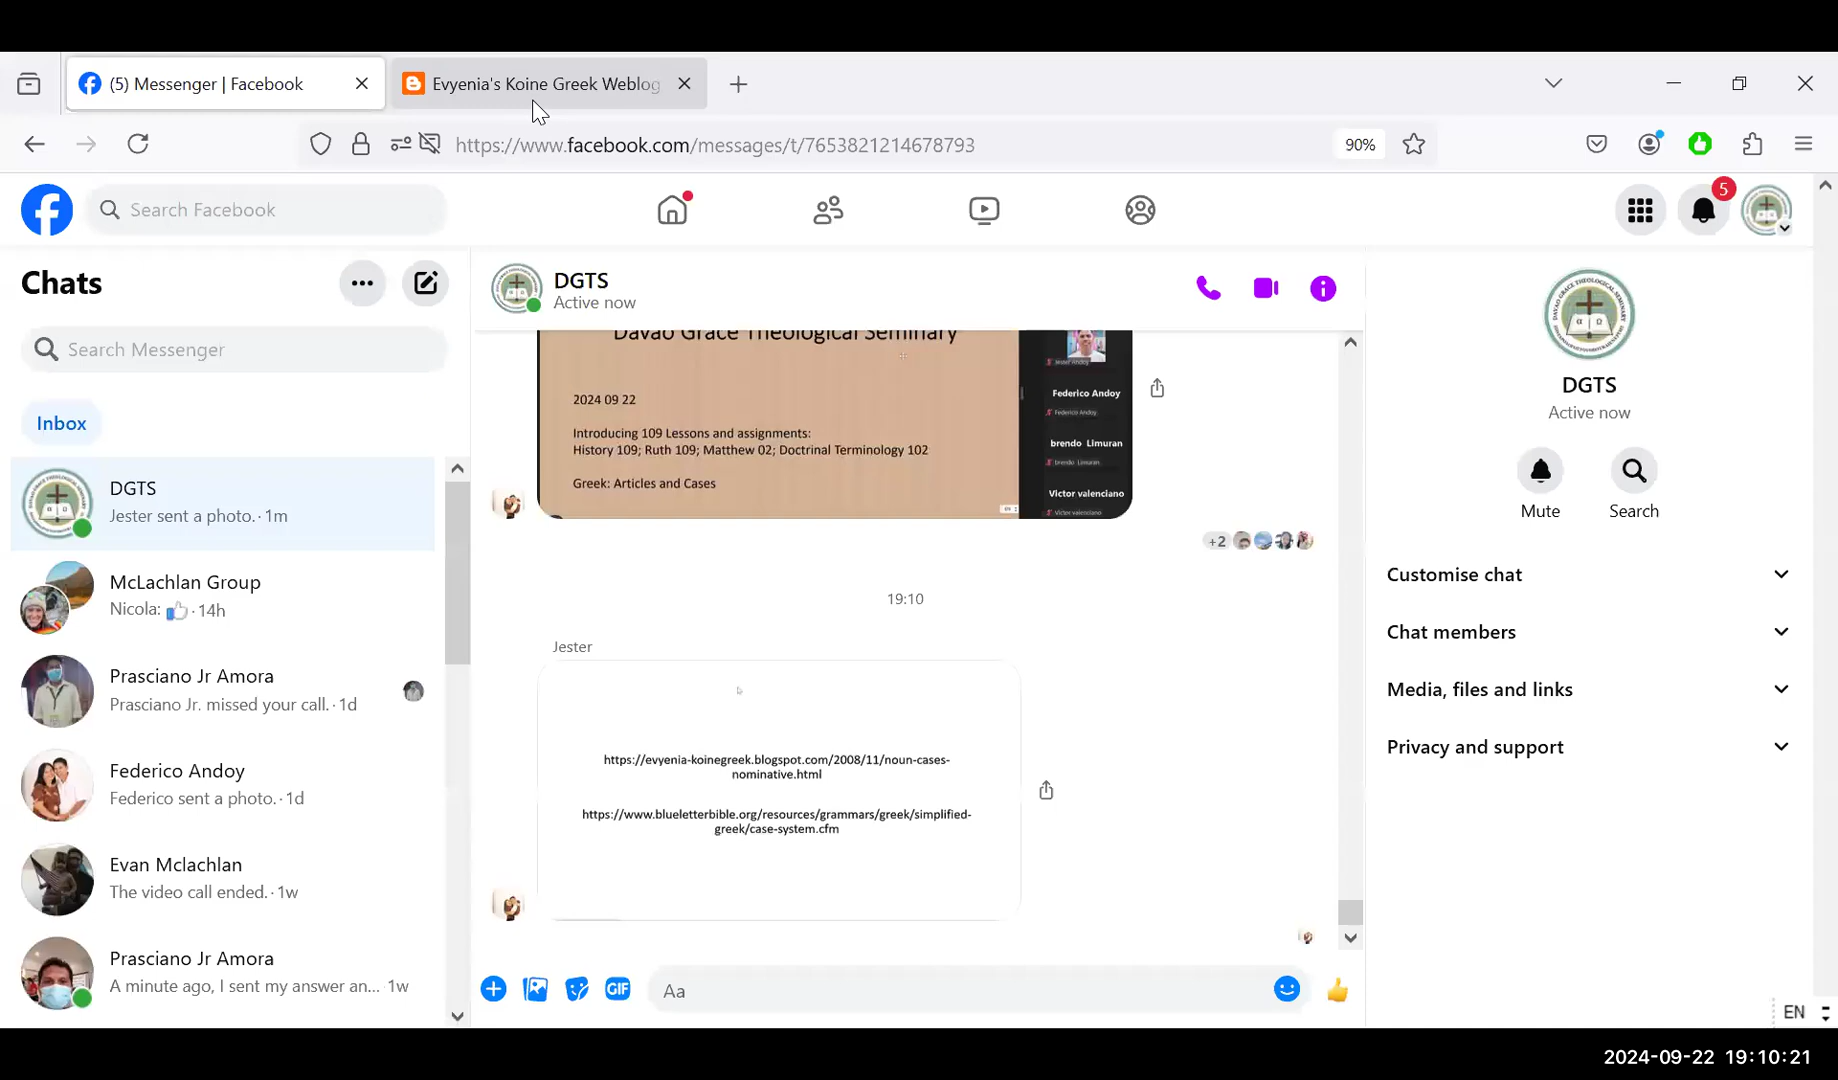 (5) Messenger | Facebook
Evyenia's Koine Greek Weblog
https://www.facebook.com/messages/t/7653821214678793
90%
Search Facebook
5
Chats
Search Messenger
Inbox
DGTS
Jester sent a photo. · 1m
McLachlan Group
Nicola: 👍 · 14h
Prasciano Jr Amora
Prasciano Jr. missed your call. · 1d
Federico Andoy
Federico sent a photo. · 1d
Evan Mclachlan
The video call ended. · 1w
Prasciano Jr Amora
A minute ago, I sent my answer an... · 1w
DGTS
Active now
Davao Grace Theological Seminary
2024 09 22
Introducing 109 Lessons and assignments:
History 109; Ruth 109; Matthew 02; Doctrinal Terminology 102
Greek: Articles and Cases
Federico Andoy
Federico Andoy
brendo Limuran
brendo Limuran
Victor valenciano
Victor valenciano
+2
19:10
Jester
https://evyenia-koinegreek.blogspot.com/2008/11/noun-cases-
nominative.html
https://www.blueletterbible.org/resources/grammars/greek/simplified-
greek/case-system.cfm
GIF
Aa
DGTS
Active now
Mute
Search
Customise chat
Chat members
Media, files and links
Privacy and support
EN
2024-09-22 19:10:21